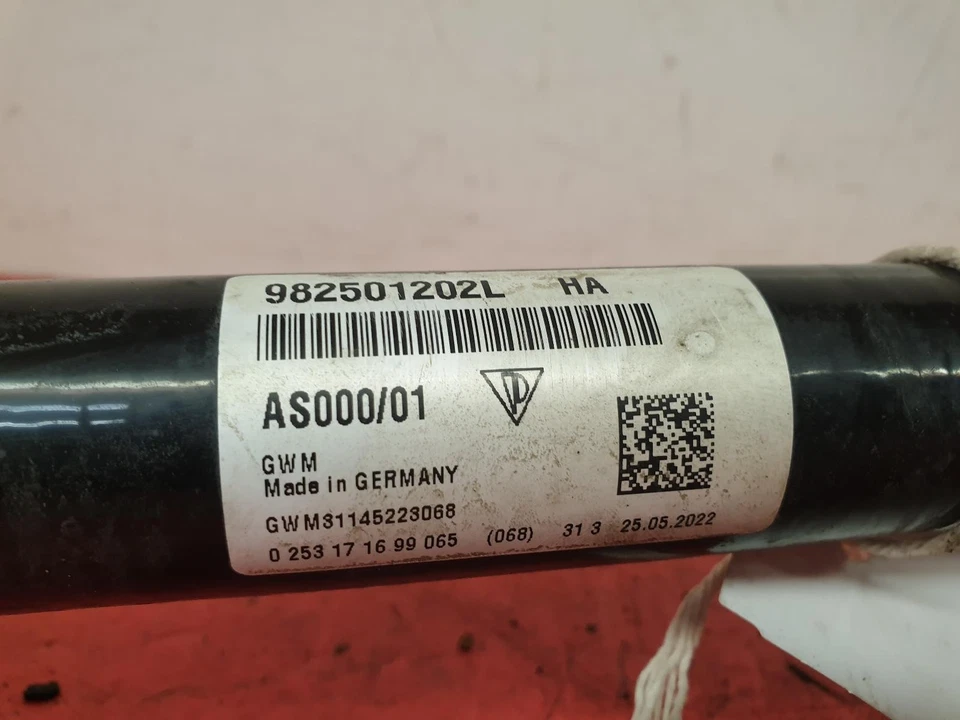 982501202L HA
AS000/01
GWM
Made in GERMANY
GWM31145223068
0 253 17 16 99 065 (068) 31 3 25.05.2022